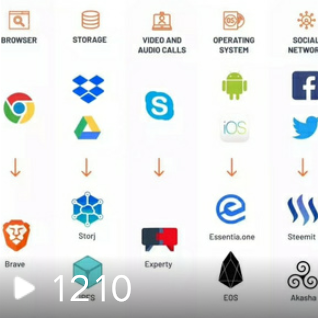 BROWSER
STORAGE
VIDEO AND
AUDIO CALLS
OPERATING
SYSTEM
SOCIAL
NETWOR
iOS
Storj
Essentia.one
Steemit
Brave
Experty
EOS
Akasha
1210